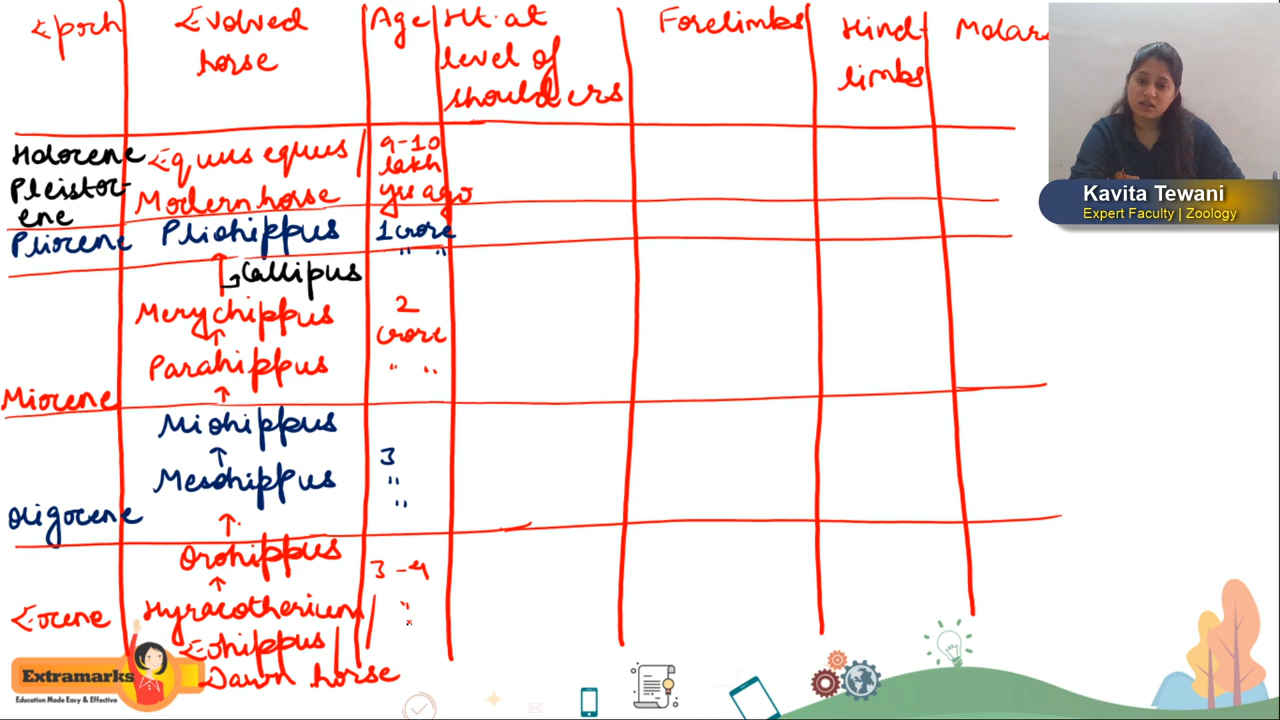 Epoch Evolved horse Age Ht. at level of shoulders Forelimbs Hind-limbs Molars
Holocene
Pleistocene
Equus equus / Modern horse
9-10 lakh yrs ago
Pliocene Pliohippus 1 crore " "
Callipus
Merychippus 2 crore
Parahippus " "
Miocene
Miohippus
Mesohippus 3 " "
Oligocene
Orohippus 3-4
Eocene Hyracotherium / "
Eohippus /
Dawn horse
Kavita Tewani
Expert Faculty | Zoology
Extramarks
Education Made Easy & Effective